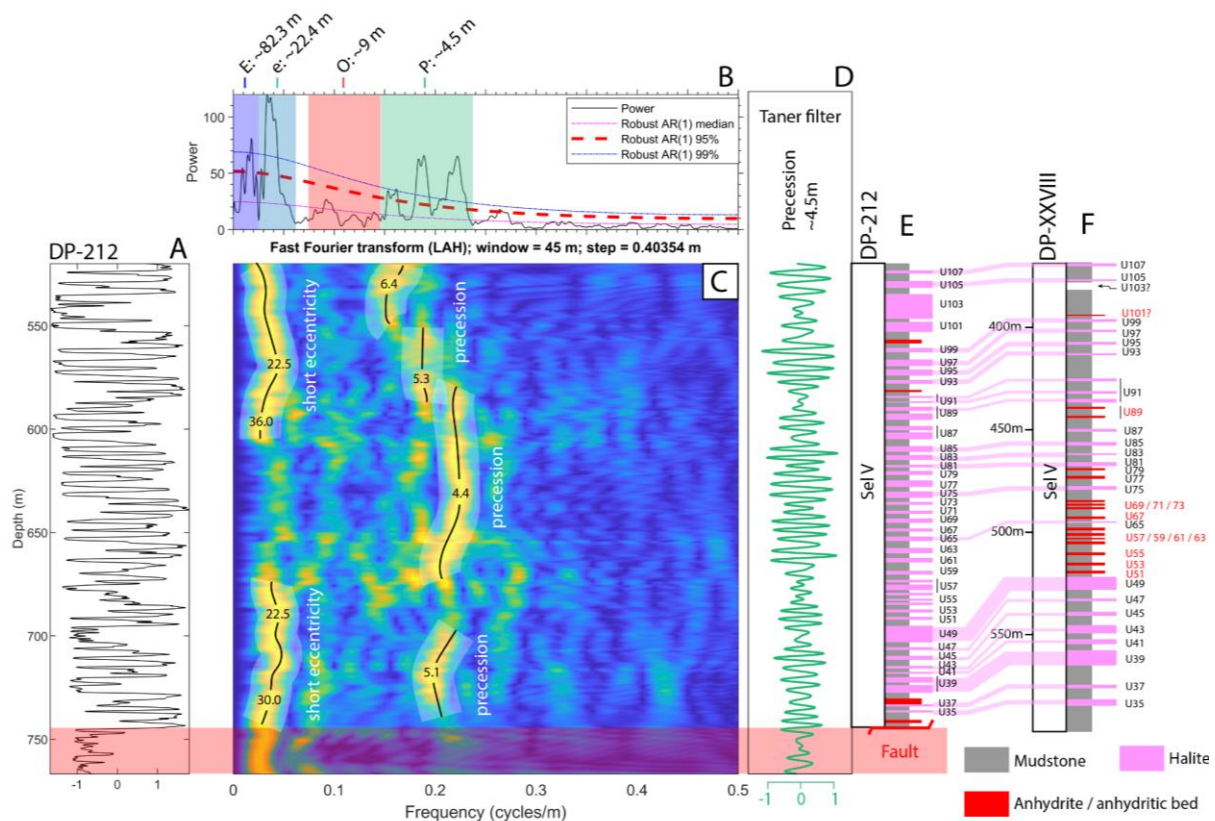 E: ~82.3 m
e: ~22.4 m
O: ~9 m
P: ~4.5 m
B
D
100
50
0
Power
Power
Robust AR(1) median
Robust AR(1) 95%
Robust AR(1) 99%
Taner filter
Precession
~4.5m
DP-212
A
Fast Fourier transform (LAH); window = 45 m; step = 0.40354 m
C
DP-212
E
DP-XXVIII
F
550
600
650
700
750
Depth (m)
-1
0
1
6.4
22.5
5.3
36.0
4.4
22.5
5.1
30.0
short eccentricity
precession
precession
short eccentricity
precession
0
0.1
0.2
0.3
0.4
0.5
Frequency (cycles/m)
-1
0
1
Sel V
U107
U105
U103
U101
U99
U97
U95
U93
U91
U89
U87
U85
U83
U81
U79
U77
U75
U73
U71
U69
U67
U65
U63
U61
U59
U57
U55
U53
U51
U49
U47
U45
U43
U41
U39
U37
U35
Fault
Sel V
400m
450m
500m
550m
U107
U105
U103?
U101?
U99
U97
U95
U93
U91
U89
U87
U85
U83
U81
U79
U77
U75
U69 / 71 / 73
U67
U65
U57 / 59 / 61 / 63
U55
U53
U51
U49
U47
U45
U43
U41
U39
U37
U35
Mudstone
Halite
Anhydrite / anhydritic bed